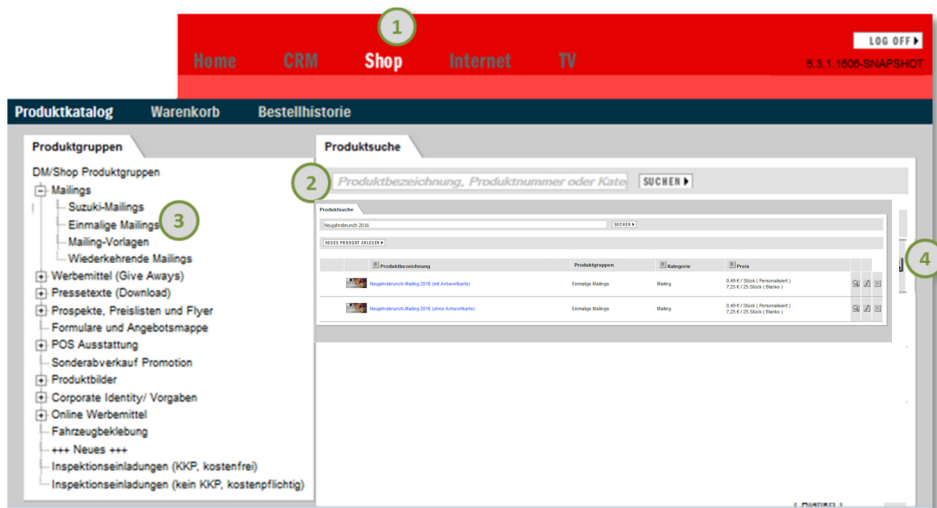 1
LOG OFF
Home CRM Shop Internet TV
6.3.1.1606-SNAPSHOT
Produktkatalog Warenkorb Bestellhistorie
Produktgruppen
DM/Shop Produktgruppen
Mailings
Suzuki-Mailings
Einmalige Mailings
3
Mailing-Vorlagen
Wiederkehrende Mailings
Werbemittel (Give Aways)
Pressetexte (Download)
Prospekte, Preislisten und Flyer
Formulare und Angebotsmappe
POS Ausstattung
Sonderabverkauf Promotion
Produktbilder
Corporate Identity/ Vorgaben
Online Werbemittel
Fahrzeugbeklebung
+++ Neues +++
Inspektionseinladungen (KKP, kostenfrei)
Inspektionseinladungen (kein KKP, kostenpflichtig)
Produktsuche
2
Produktbezeichnung, Produktnummer oder Kate
SUCHEN
Produktsuche
Neujahrsbrunch 2016 SUCHEN
NEUES PRODUKT ANLEGEN
4
Produktbezeichnung Produktgruppen Kategorie Preis
Neujahrsbrunch-Mailing 2016 (mit Antwortkarte) Einmalige Mailings Mailing 0,49 € / Stück ( Personalisiert )
7,25 € / 25 Stück ( Blanko )
Neujahrsbrunch-Mailing 2016 (ohne Antwortkarte) Einmalige Mailings Mailing 0,49 € / Stück ( Personalisiert )
7,25 € / 25 Stück ( Blanko )